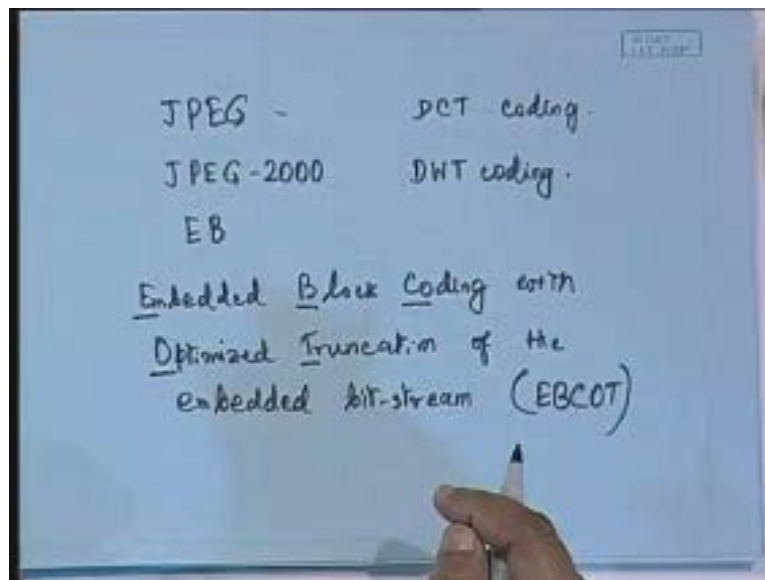 JPEG - DCT coding.
JPEG-2000 DWT coding.
EB
Embedded Block Coding with
Optimized Truncation of the
embedded bit-stream (EBCOT)